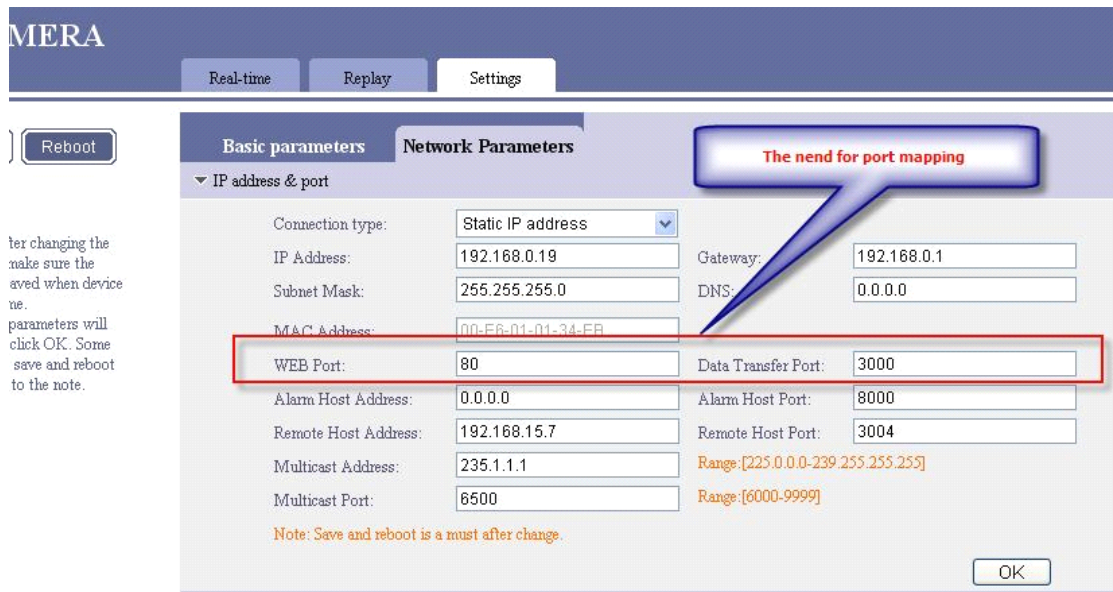 MERA
Real-time Replay Settings
Reboot
Basic parameters Network Parameters
The nend for port mapping
IP address & port
Connection type: Static IP address
IP Address: 192.168.0.19 Gateway: 192.168.0.1
Subnet Mask: 255.255.255.0 DNS: 0.0.0.0
MAC Address: 00-E6-01-01-34-EB
WEB Port: 80 Data Transfer Port: 3000
Alarm Host Address: 0.0.0.0 Alarm Host Port: 8000
Remote Host Address: 192.168.15.7 Remote Host Port: 3004
Multicast Address: 235.1.1.1 Range:[225.0.0.0-239.255.255.255]
Multicast Port: 6500 Range:[6000-9999]
Note: Save and reboot is a must after change.
OK
ter changing the
make sure the
aved when device
me.
parameters will
click OK. Some
save and reboot
to the note.